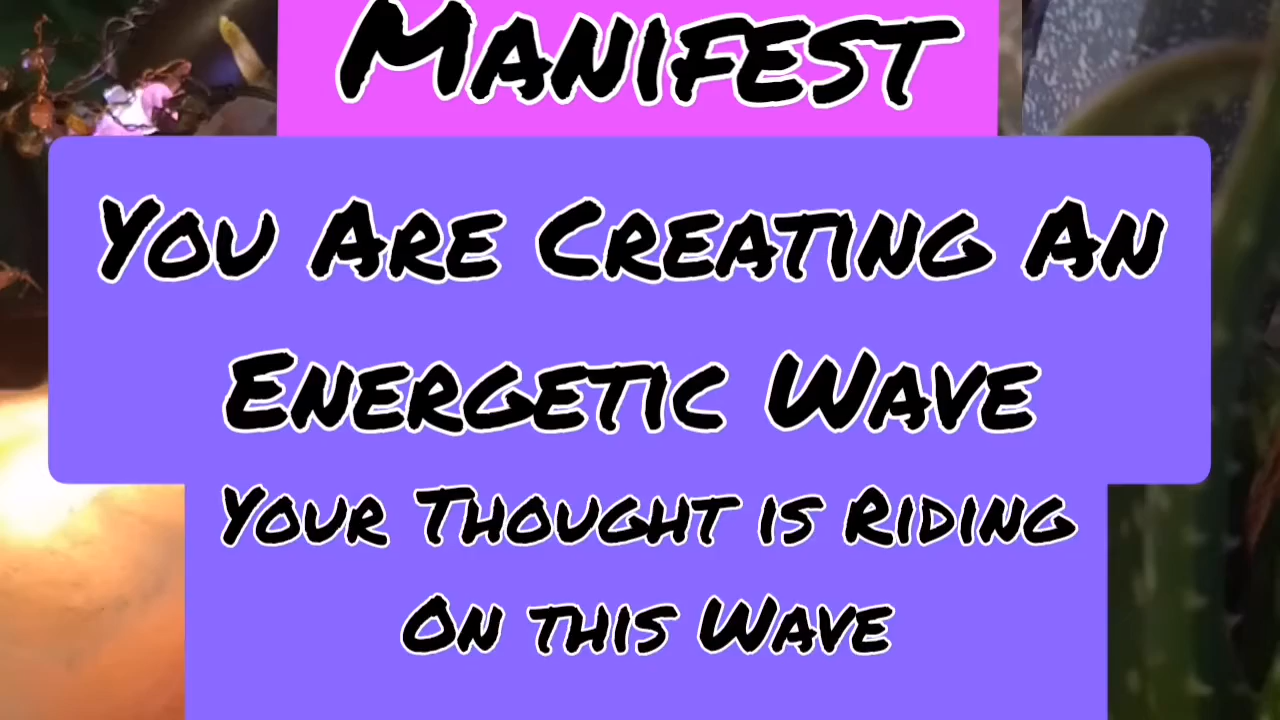 Manifest
You Are Creating An
Energetic Wave
Your Thought is Riding
On this Wave